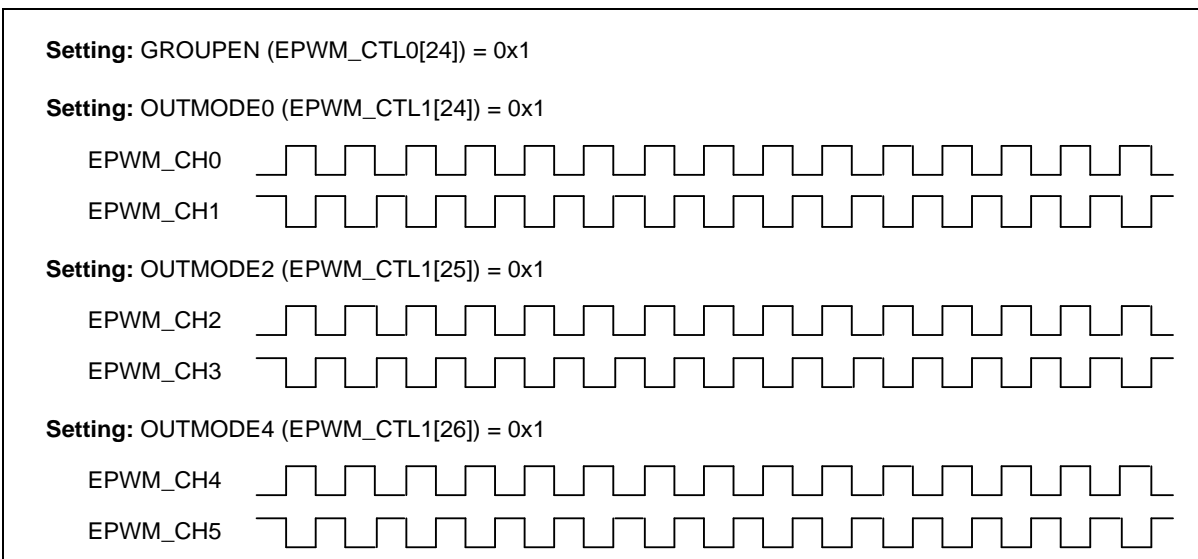 Setting: GROUPEN (EPWM_CTL0[24]) = 0x1
Setting: OUTMODE0 (EPWM_CTL1[24]) = 0x1
EPWM_CH0
EPWM_CH1
Setting: OUTMODE2 (EPWM_CTL1[25]) = 0x1
EPWM_CH2
EPWM_CH3
Setting: OUTMODE4 (EPWM_CTL1[26]) = 0x1
EPWM_CH4
EPWM_CH5